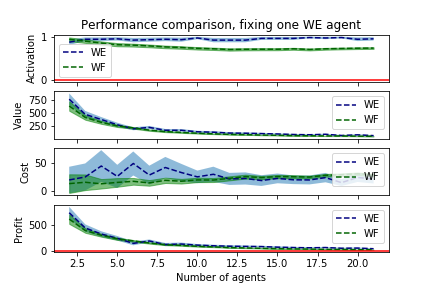 Performance comparison, fixing one WE agent
Activation
1
0
WE
WF
Value
750
500
250
WE
WF
Cost
50
0
WE
WF
Profit
500
0
WE
WF
2.5 5.0 7.5 10.0 12.5 15.0 17.5 20.0
Number of agents